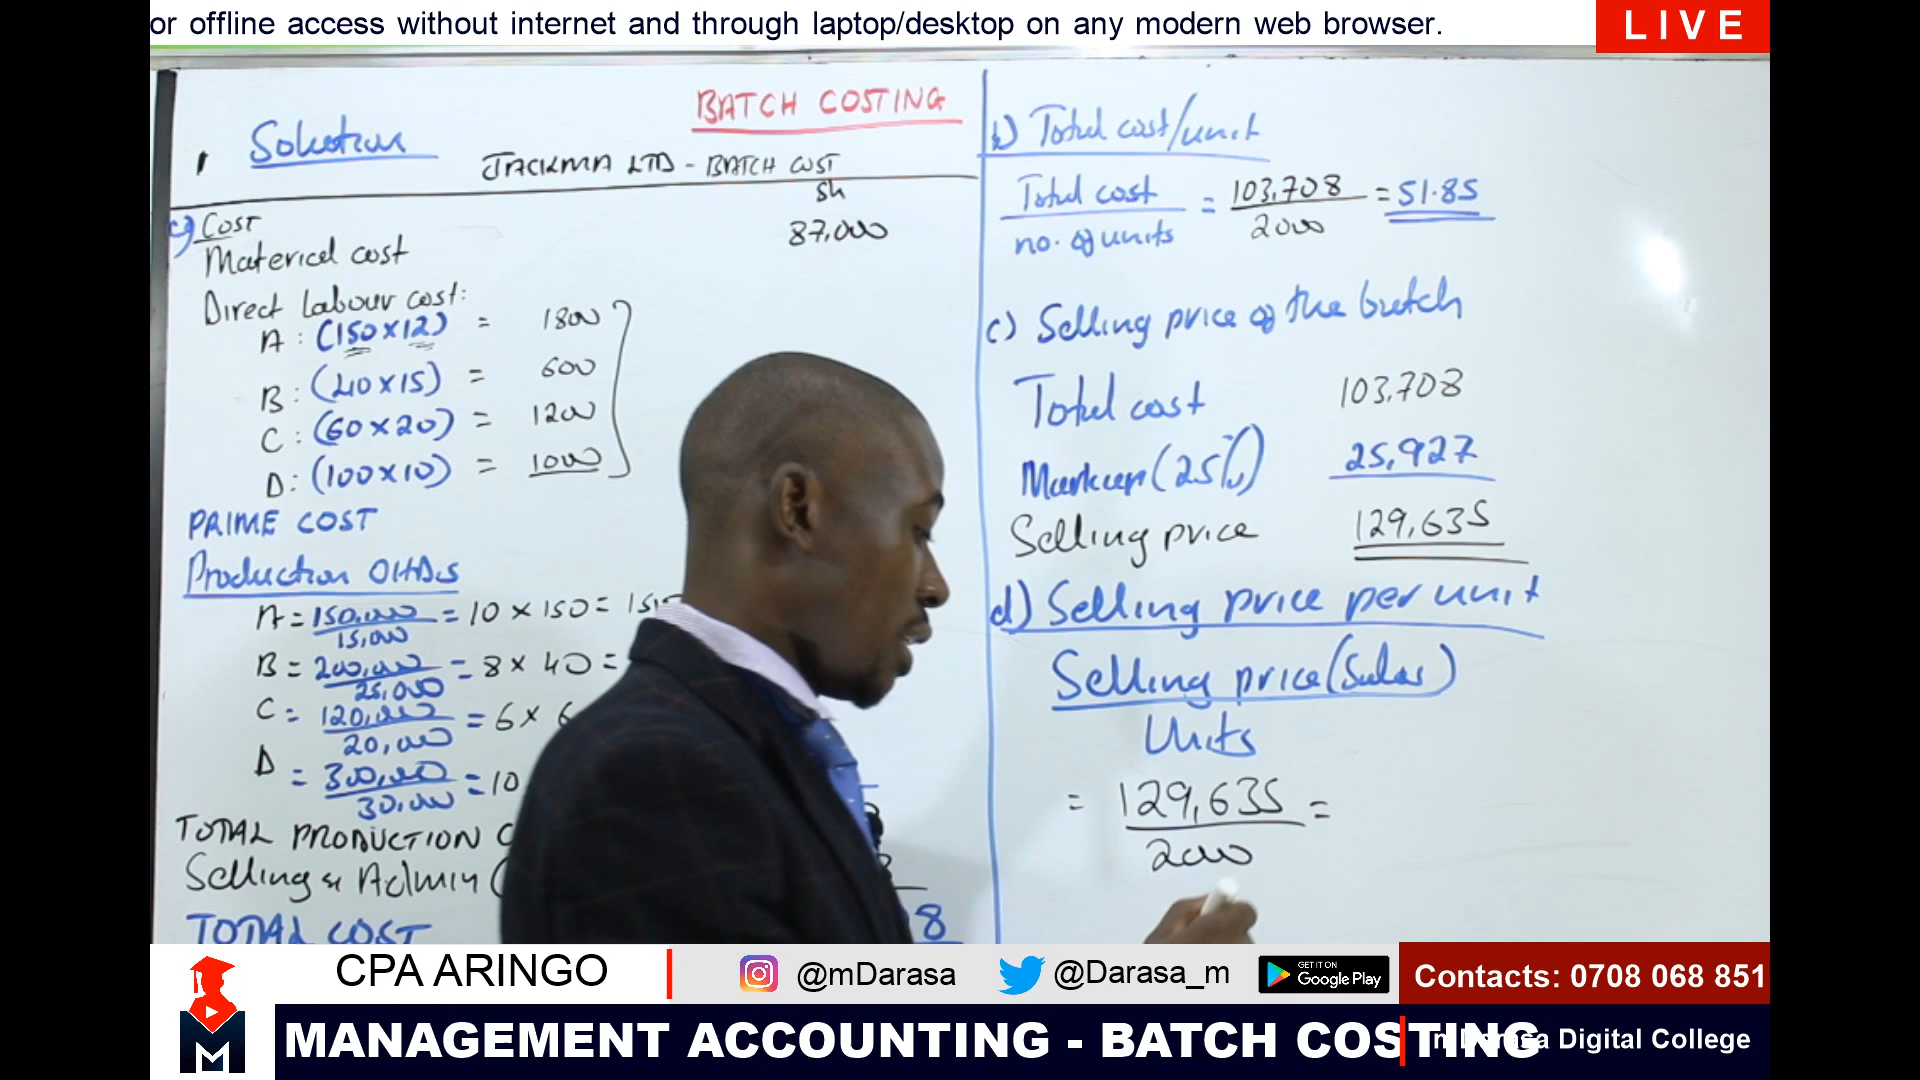 or offline access without internet and through laptop/desktop on any modern web browser.
LIVE
BATCH COSTING
Solution
1
JACKMA LTD - BATCH COST
sh
Cost
Material cost
87,000
Direct labour cost:
A: (150x12) = 1800
B: (40x15) = 600
C: (60x20) = 1200
D: (100x10) = 1000
PRIME COST
Production OHDs
A = 150,000 = 10 x 150 =
15,000
B = 200,000 = 8 x 40 =
25,000
C = 120,000 = 6 x
20,000
D = 300,000 = 10
30,000
TOTAL PRODUCTION C
Selling & Admin (
TOTAL COST
8
b) Total cost/unit
Total cost = 103,708 = 51.85
no. of units 2000
c) Selling price of the batch
Total cost 103,708
Markup (25%) 25,927
Selling price 129,635
d) Selling price per unit
Selling price (Sales)
Units
= 129,635 =
2000
CPA ARINGO
@mDarasa
@Darasa_m
GET IT ON
Google Play
Contacts: 0708 068 851
M
MANAGEMENT ACCOUNTING - BATCH COSTING
Darasa Digital College